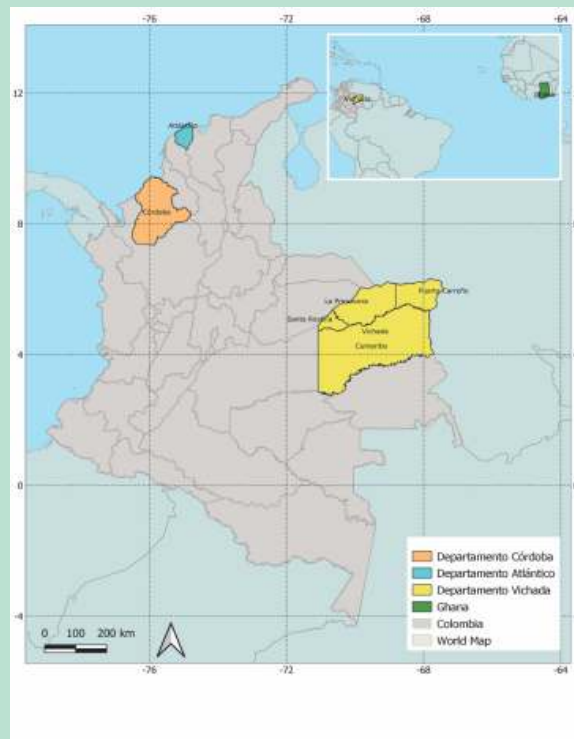 -76
-72
-68
-64
12
8
4
0
-4
Atlántico
Córdoba
La Primavera
Puerto Carreño
Santa Rosalía
Vichada
Cumaribo
Departamento Córdoba
Departamento Atlántico
Departamento Vichada
Ghana
Colombia
World Map
0 100 200 km
-76
-72
-68
-64